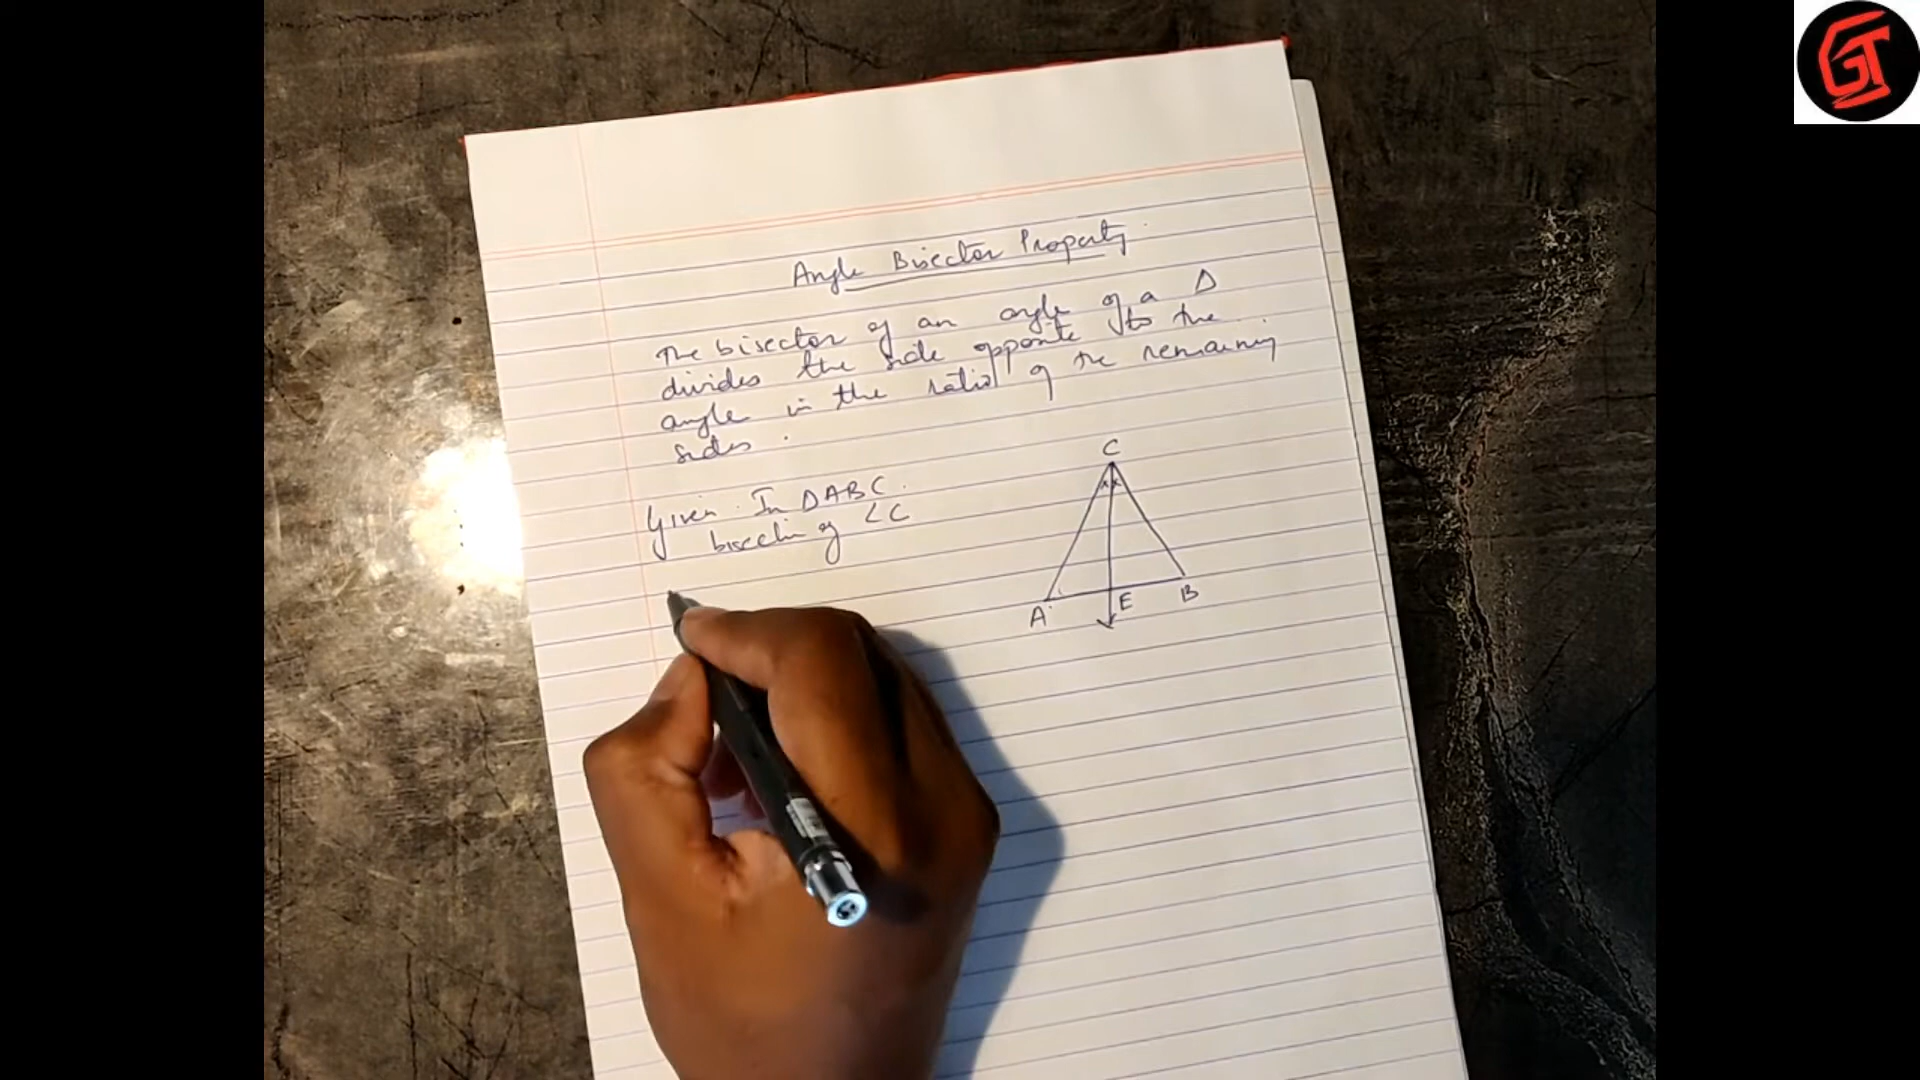 Angle Bisector Property
The bisector of an angle of a Δ
divides the side opposite to the
angle in the ratio of the remaining
sides.
Given. In ΔABC.
bisector of ∠C
C
× ×
A
E
B
GT